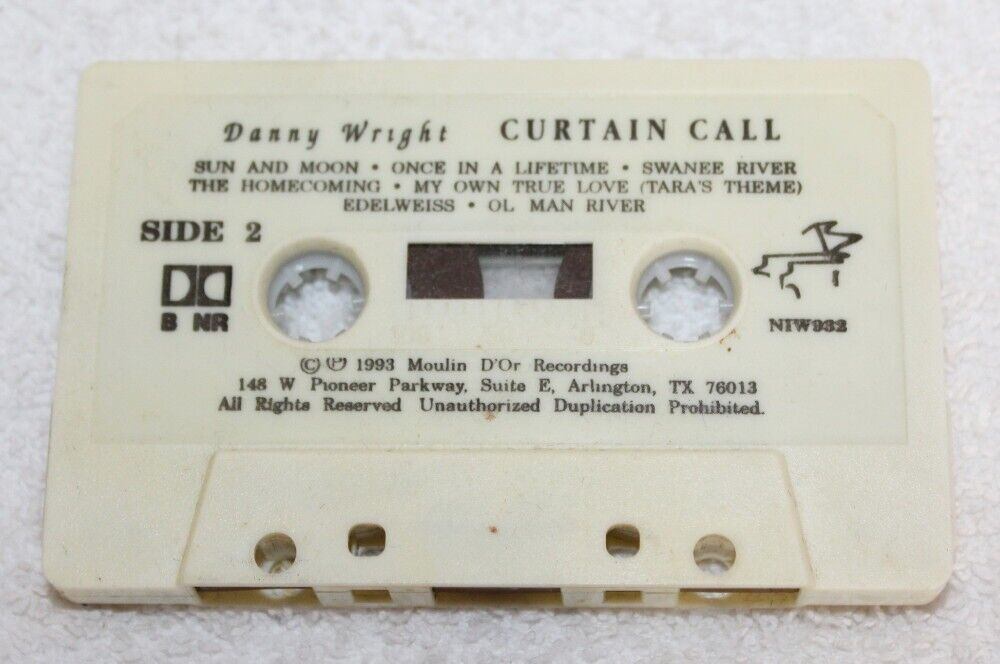 Danny Wright CURTAIN CALL
SUN AND MOON • ONCE IN A LIFETIME • SWANEE RIVER
THE HOMECOMING • MY OWN TRUE LOVE (TARA'S THEME)
EDELWEISS • OL MAN RIVER
SIDE 2
B NR
NIW932
© ℗ 1993 Moulin D'Or Recordings
148 W Pioneer Parkway, Suite E, Arlington, TX 76013
All Rights Reserved Unauthorized Duplication Prohibited.